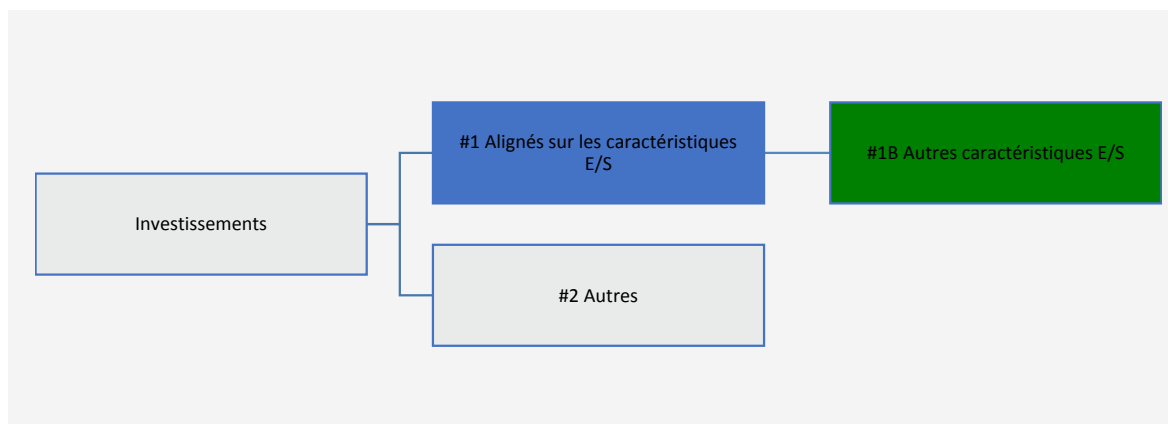 #1 Alignés sur les caractéristiques
E/S
#1B Autres caractéristiques E/S
Investissements
#2 Autres